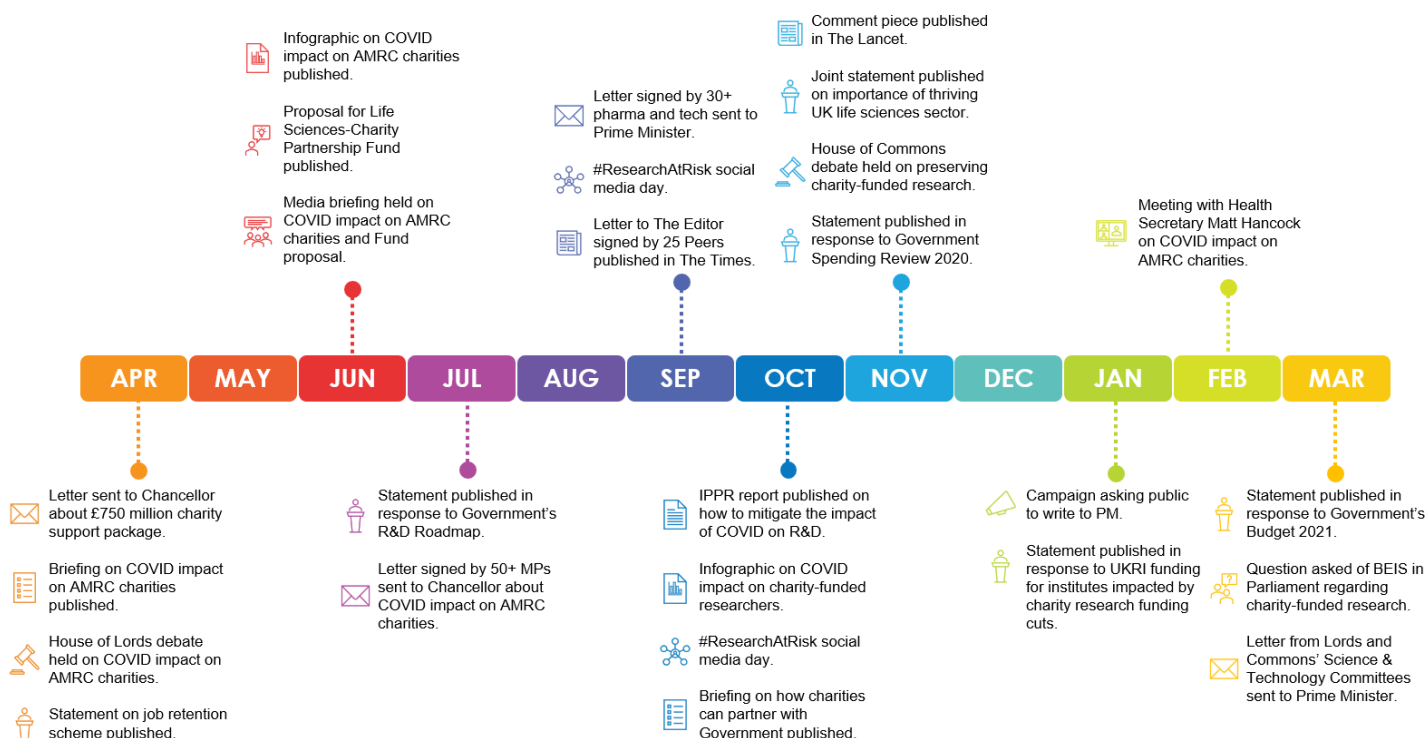 Infographic on COVID
impact on AMRC charities
published.
Proposal for Life
Sciences-Charity
Partnership Fund
published.
Media briefing held on
COVID impact on AMRC
charities and Fund
proposal.
Letter signed by 30+
pharma and tech sent to
Prime Minister.
#ResearchAtRisk social
media day.
Letter to The Editor
signed by 25 Peers
published in The Times.
Comment piece published
in The Lancet.
Joint statement published
on importance of thriving
UK life sciences sector.
House of Commons
debate held on preserving
charity-funded research.
Statement published in
response to Government
Spending Review 2020.
Meeting with Health
Secretary Matt Hancock
on COVID impact on
AMRC charities.
APR
MAY
JUN
JUL
AUG
SEP
OCT
NOV
DEC
JAN
FEB
MAR
Letter sent to Chancellor
about £750 million charity
support package.
Briefing on COVID impact
on AMRC charities
published.
House of Lords debate
held on COVID impact on
AMRC charities.
Statement on job retention
scheme published.
Statement published in
response to Government’s
R&D Roadmap.
Letter signed by 50+ MPs
sent to Chancellor about
COVID impact on AMRC
charities.
IPPR report published on
how to mitigate the impact
of COVID on R&D.
Infographic on COVID
impact on charity-funded
researchers.
#ResearchAtRisk social
media day.
Briefing on how charities
can partner with
Government published.
Campaign asking public
to write to PM.
Statement published in
response to UKRI funding
for institutes impacted by
charity research funding
cuts.
Statement published in
response to Government’s
Budget 2021.
Question asked of BEIS in
Parliament regarding
charity-funded research.
Letter from Lords and
Commons’ Science &
Technology Committees
sent to Prime Minister.